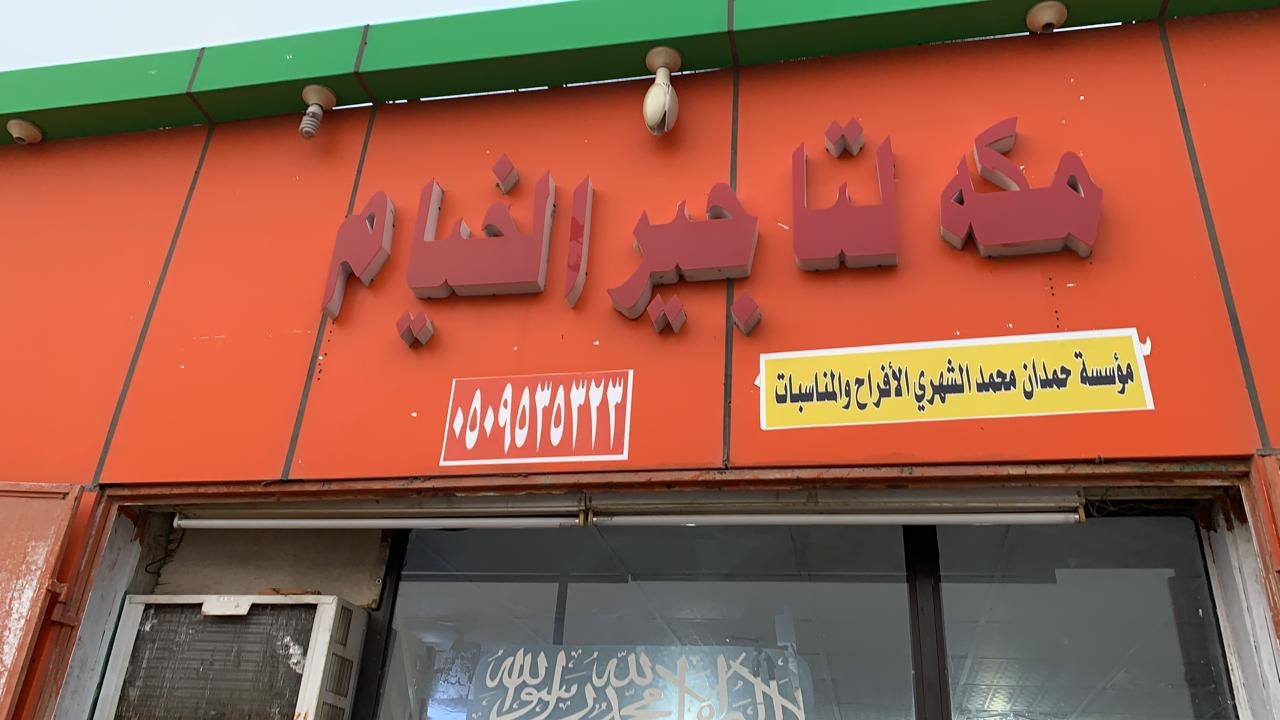 مكه لتاجير الخيام
مؤسسة حمدان محمد الشهري الأفراح والمناسبات
٠٥٠٩٥٣٥٣٢٣
لا إله إلا الله محمد رسول الله